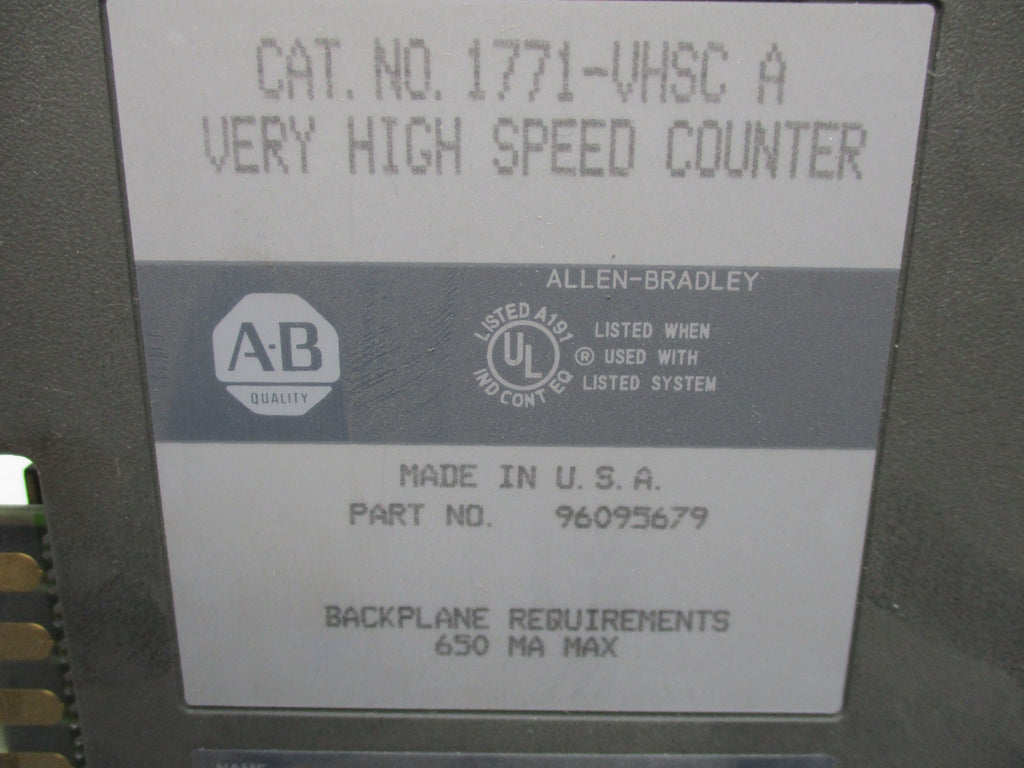 CAT. NO. 1771-VHSC A
VERY HIGH SPEED COUNTER
ALLEN-BRADLEY
A·B
QUALITY
LISTED A191
UL
IND CONT EQ
®
LISTED WHEN
USED WITH
LISTED SYSTEM
MADE IN U.S.A.
PART NO. 96095679
BACKPLANE REQUIREMENTS
650 MA MAX
NAME